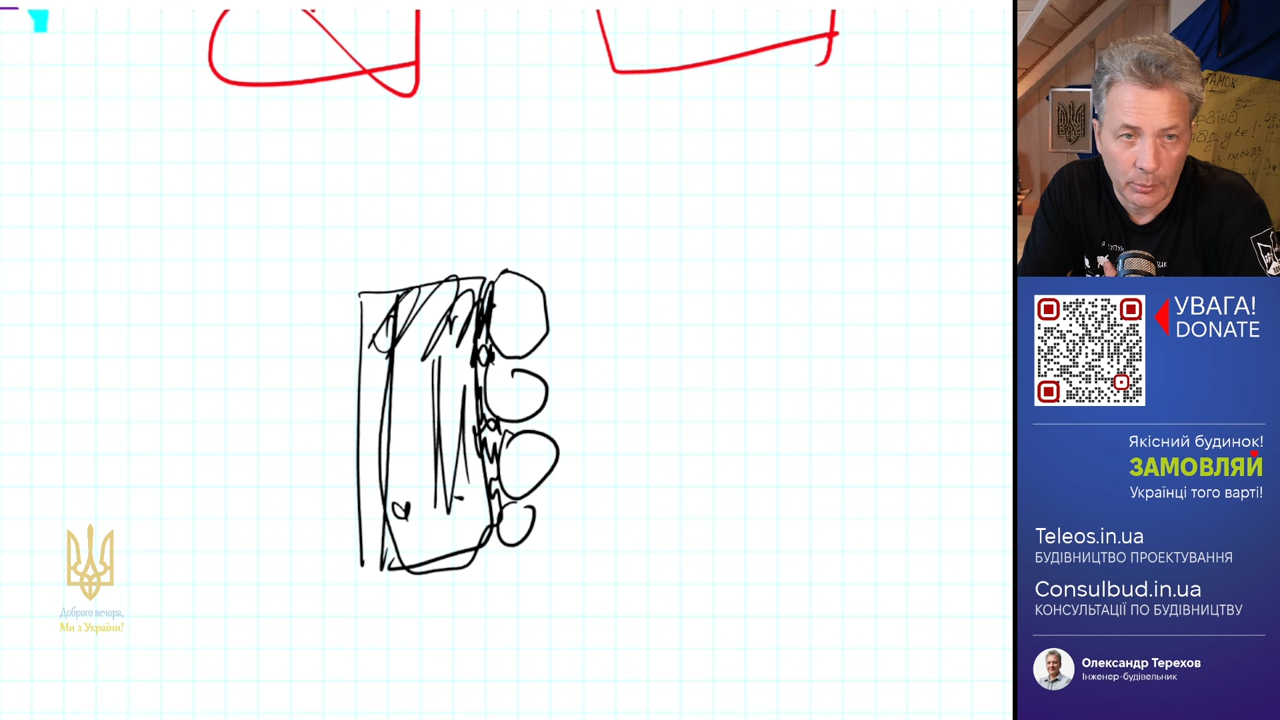 Доброго вечора,
Ми з України!
ЗАМОК
УВАГА!
DONATE
Якісний будинок!
ЗАМОВЛЯЙ
Українці того варті!
Teleos.in.ua
БУДІВНИЦТВО ПРОЕКТУВАННЯ
Consulbud.in.ua
КОНСУЛЬТАЦІЇ ПО БУДІВНИЦТВУ
Олександр Терехов
Інженер-будівельник